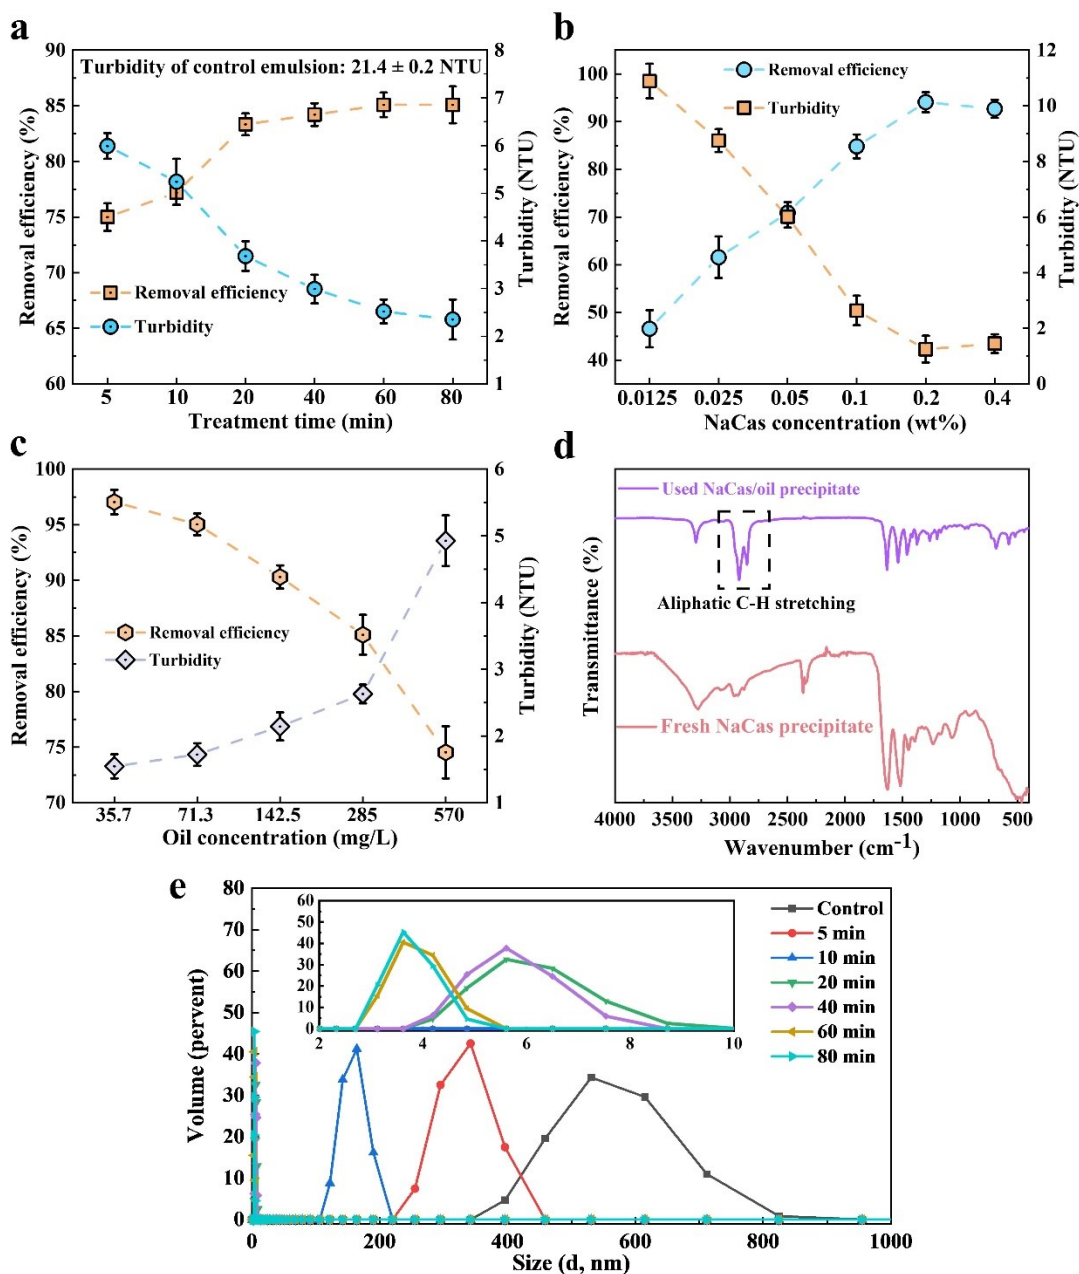 a
Turbidity of control emulsion: 21.4 ± 0.2 NTU
Removal efficiency (%)
90
85
80
75
70
65
60
Turbidity (NTU)
8
7
6
5
4
3
2
1
Removal efficiency
Turbidity
5 10 20 40 60 80
Treatment time (min)
b
Removal efficiency (%)
100
90
80
70
60
50
40
Turbidity (NTU)
12
10
8
6
4
2
0
Removal efficiency
Turbidity
0.0125 0.025 0.05 0.1 0.2 0.4
NaCas concentration (wt%)
c
Removal efficiency (%)
100
95
90
85
80
75
70
Turbidity (NTU)
6
5
4
3
2
1
Removal efficiency
Turbidity
35.7 71.3 142.5 285 570
Oil concentration (mg/L)
d
Transmittance (%)
Used NaCas/oil precipitate
Aliphatic C-H stretching
Fresh NaCas precipitate
4000 3500 3000 2500 2000 1500 1000 500
Wavenumber (cm-1)
e
Volume (pervent)
80
70
60
50
40
30
20
10
0
60
50
40
30
20
10
0
2 4 6 8 10
Control
5 min
10 min
20 min
40 min
60 min
80 min
0 200 400 600 800 1000
Size (d, nm)